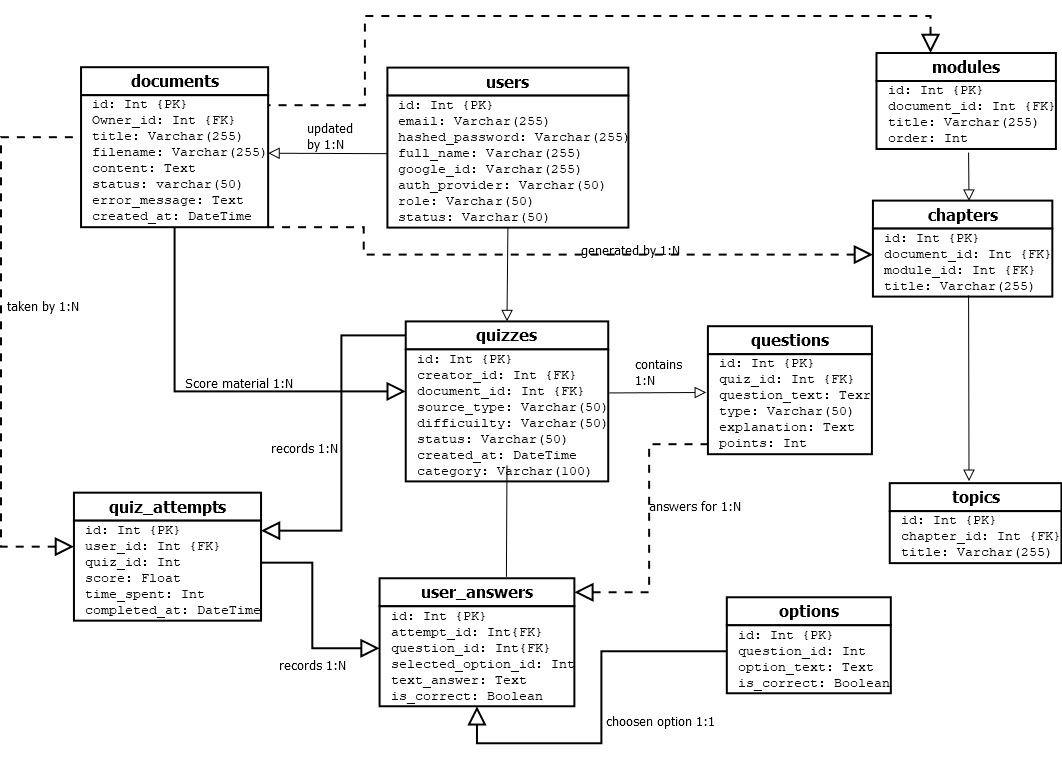 documents
id: Int {PK}
Owner_id: Int {FK}
title: Varchar(255)
filename: Varchar(255)
content: Text
status: varchar(50)
error_message: Text
created_at: DateTime
users
id: Int {PK}
email: Varchar(255)
hashed_password: Varchar(255)
full_name: Varchar(255)
google_id: Varchar(255)
auth_provider: Varchar(50)
role: Varchar(50)
status: Varchar(50)
modules
id: Int {PK}
document_id: Int {FK}
title: Varchar(255)
order: Int
updated
by 1:N
chapters
id: Int {PK}
document_id: Int {FK}
module_id: Int {FK}
title: Varchar(255)
generated by 1:N
taken by 1:N
quizzes
id: Int {PK}
creator_id: Int {FK}
document_id: Int {FK}
source_type: Varchar(50)
difficuilty: Varchar(50)
status: Varchar(50)
created_at: DateTime
category: Varchar(100)
contains
1:N
questions
id: Int {PK}
quiz_id: Int {FK}
question_text: Texr
type: Varchar(50)
explanation: Text
points: Int
Score material 1:N
records 1:N
quiz_attempts
id: Int {PK}
user_id: Int {FK}
quiz_id: Int
score: Float
time_spent: Int
completed_at: DateTime
answers for 1:N
topics
id: Int {PK}
chapter_id: Int {FK}
title: Varchar(255)
user_answers
id: Int {PK}
attempt_id: Int{FK}
question_id: Int{FK}
selected_option_id: Int
text_answer: Text
is_correct: Boolean
options
id: Int {PK}
question_id: Int
option_text: Text
is_correct: Boolean
records 1:N
choosen option 1:1